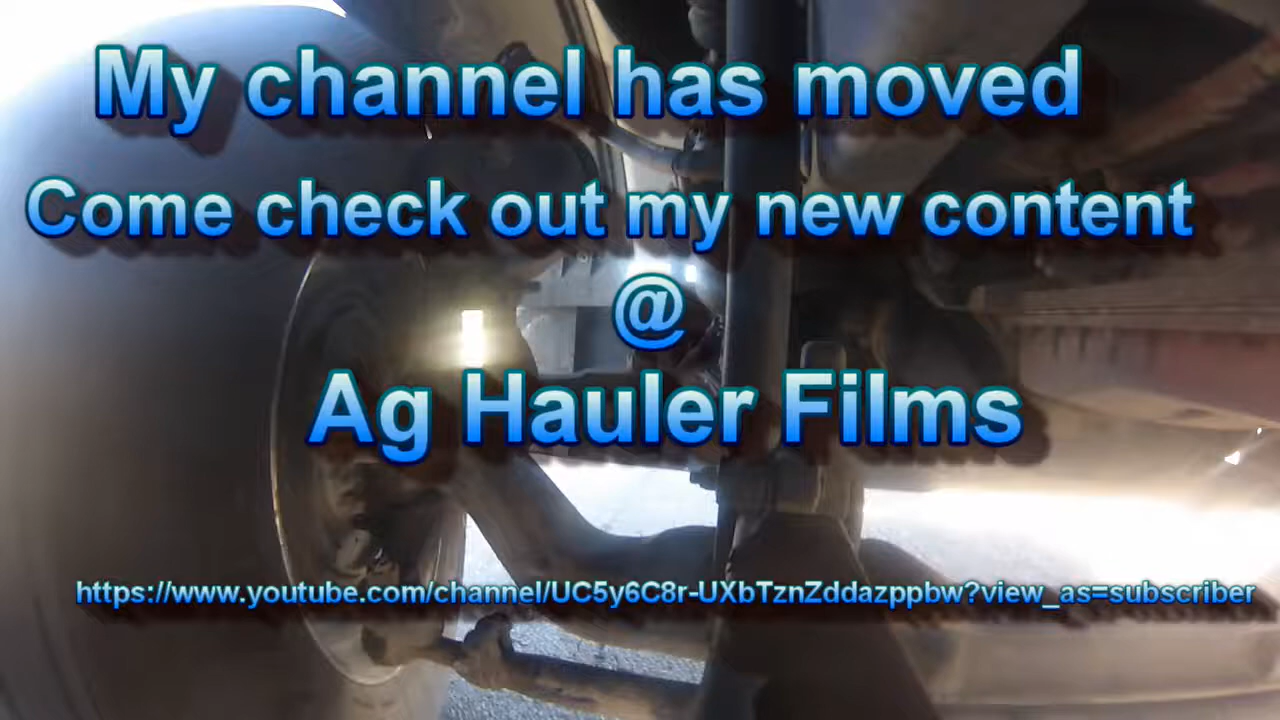 My channel has moved
Come check out my new content
@
Ag Hauler Films
https://www.youtube.com/channel/UC5y6C8r-UXbTznZddazppbw?view_as=subscriber